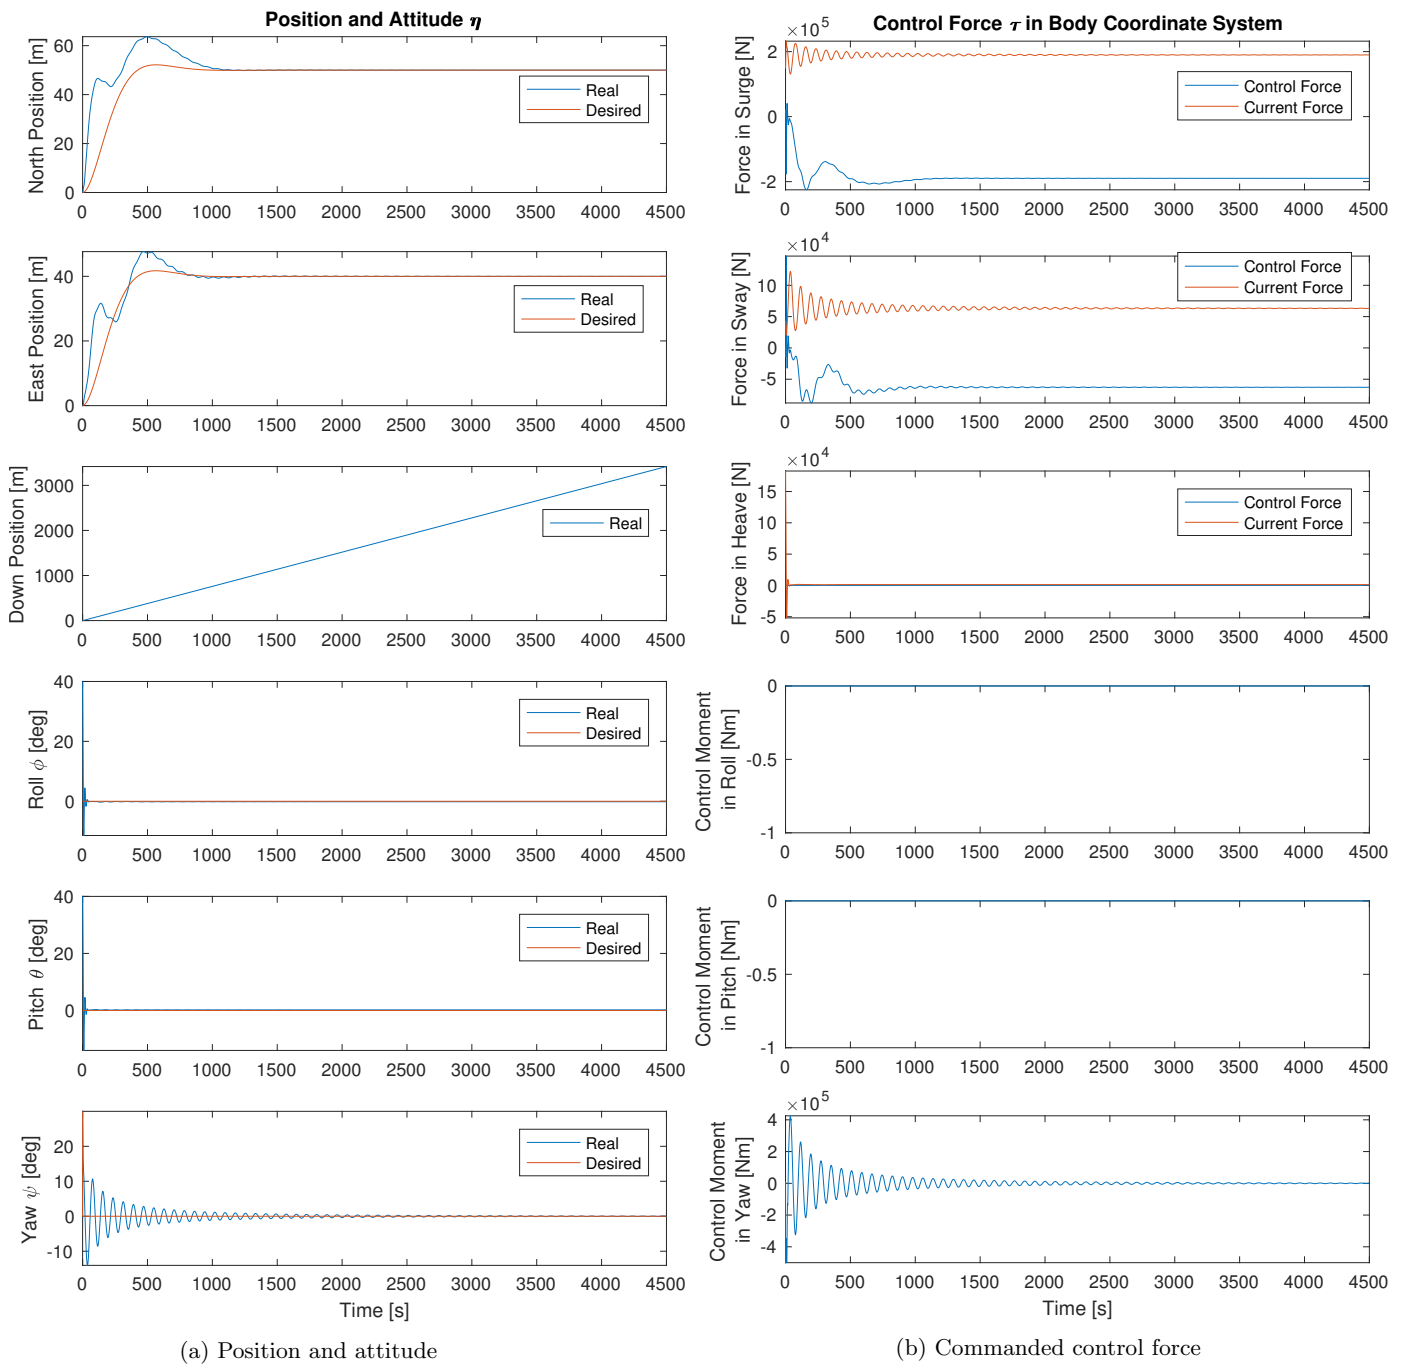 Position and Attitude η
North Position [m]
60
40
20
0
0 500 1000 1500 2000 2500 3000 3500 4000 4500
Real
Desired
East Position [m]
40
20
0
0 500 1000 1500 2000 2500 3000 3500 4000 4500
Real
Desired
Down Position [m]
3000
2000
1000
0
0 500 1000 1500 2000 2500 3000 3500 4000 4500
Real
Roll ϕ [deg]
40
20
0
0 500 1000 1500 2000 2500 3000 3500 4000 4500
Real
Desired
Pitch θ [deg]
40
20
0
0 500 1000 1500 2000 2500 3000 3500 4000 4500
Real
Desired
Yaw ψ [deg]
20
10
0
-10
0 500 1000 1500 2000 2500 3000 3500 4000 4500
Real
Desired
Time [s]
(a) Position and attitude
Control Force τ in Body Coordinate System
×10⁵
Force in Surge [N]
2
0
-2
0 500 1000 1500 2000 2500 3000 3500 4000 4500
Control Force
Current Force
×10⁴
Force in Sway [N]
10
5
0
-5
0 500 1000 1500 2000 2500 3000 3500 4000 4500
Control Force
Current Force
×10⁴
Force in Heave [N]
15
10
5
0
-5
0 500 1000 1500 2000 2500 3000 3500 4000 4500
Control Force
Current Force
Control Moment
in Roll [Nm]
0
-0.5
-1
0 500 1000 1500 2000 2500 3000 3500 4000 4500
Control Moment
in Pitch [Nm]
0
-0.5
-1
0 500 1000 1500 2000 2500 3000 3500 4000 4500
×10⁵
Control Moment
in Yaw [Nm]
4
2
0
-2
-4
0 500 1000 1500 2000 2500 3000 3500 4000 4500
Time [s]
(b) Commanded control force